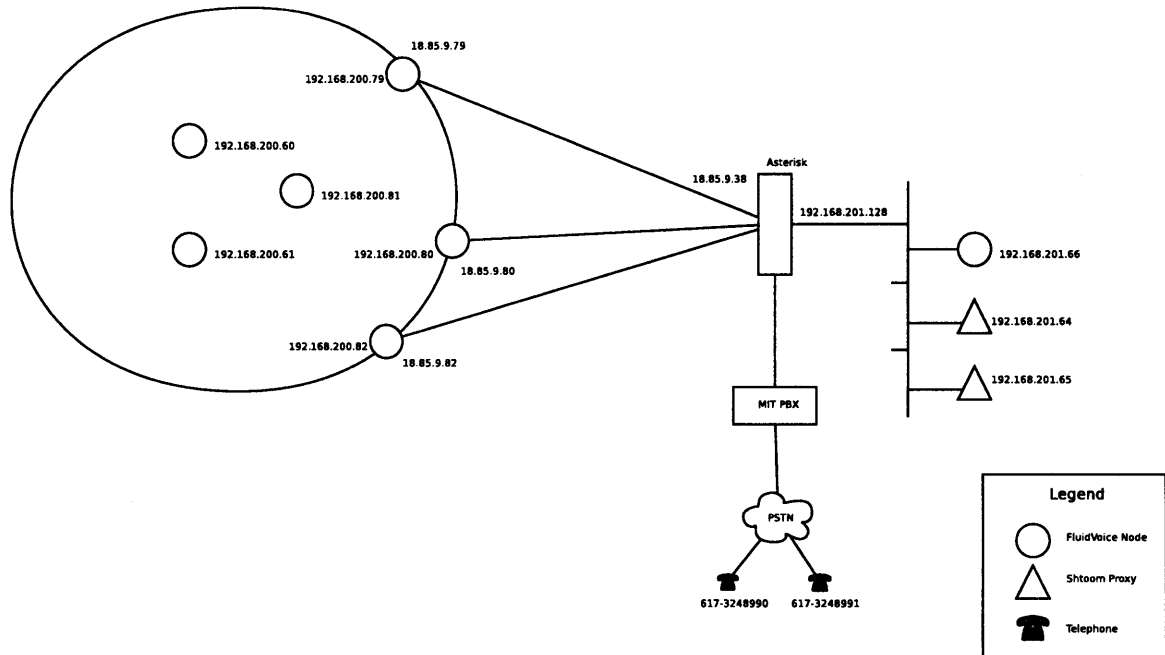 18.85.9.79
192.168.200.79
192.168.200.60
192.168.200.81
192.168.200.61
192.168.200.80
18.85.9.80
192.168.200.82
18.85.9.82
Asterisk
18.85.9.38
192.168.201.128
192.168.201.66
192.168.201.64
192.168.201.65
MIT PBX
PSTN
617-3248990
617-3248991
Legend
FluidVoice Node
Shtoom Proxy
Telephone